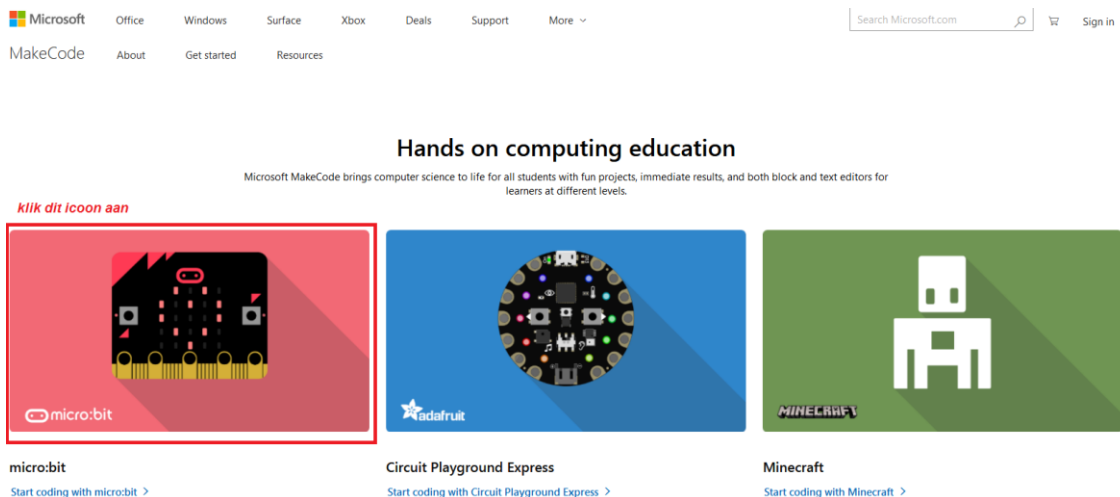 Microsoft Office Windows Surface Xbox Deals Support More Search Microsoft.com Sign in
MakeCode About Get started Resources
Hands on computing education
Microsoft MakeCode brings computer science to life for all students with fun projects, immediate results, and both block and text editors for
learners at different levels.
klik dit icoon aan
micro:bit
adafruit
MINECRAFT
micro:bit
Start coding with micro:bit >
Circuit Playground Express
Start coding with Circuit Playground Express >
Minecraft
Start coding with Minecraft >